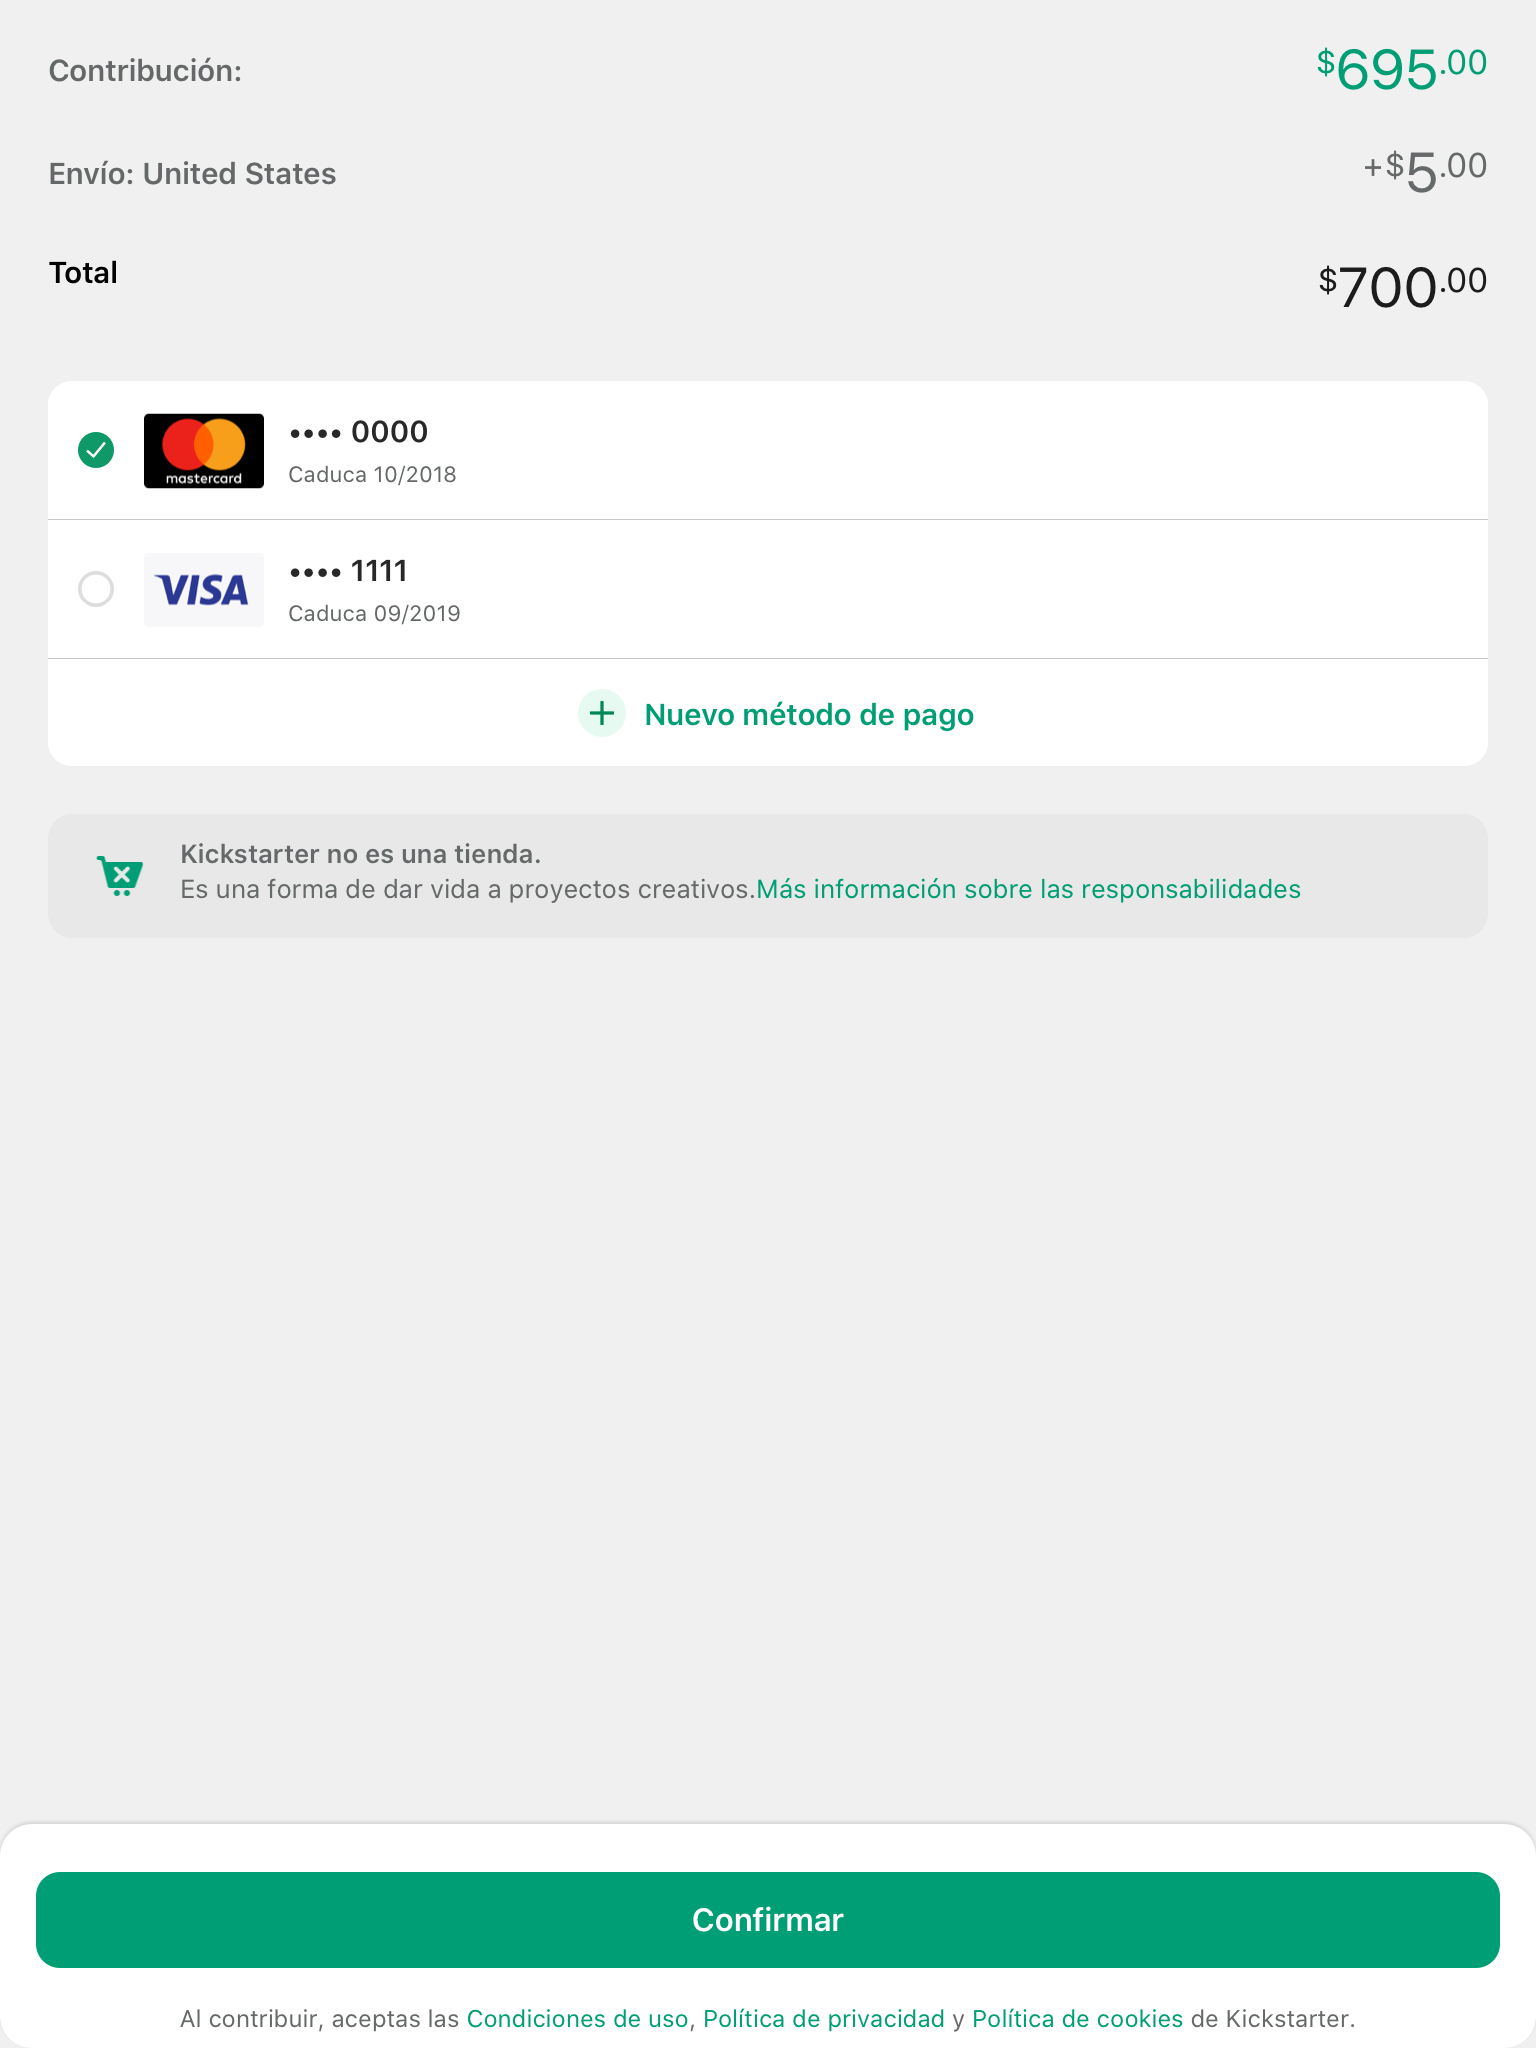 Contribución: $695.00
Envío: United States +$5.00
Total $700.00
mastercard •••• 0000
Caduca 10/2018
VISA •••• 1111
Caduca 09/2019
Nuevo método de pago
Kickstarter no es una tienda.
Es una forma de dar vida a proyectos creativos.Más información sobre las responsabilidades
Confirmar
Al contribuir, aceptas las Condiciones de uso, Política de privacidad y Política de cookies de Kickstarter.